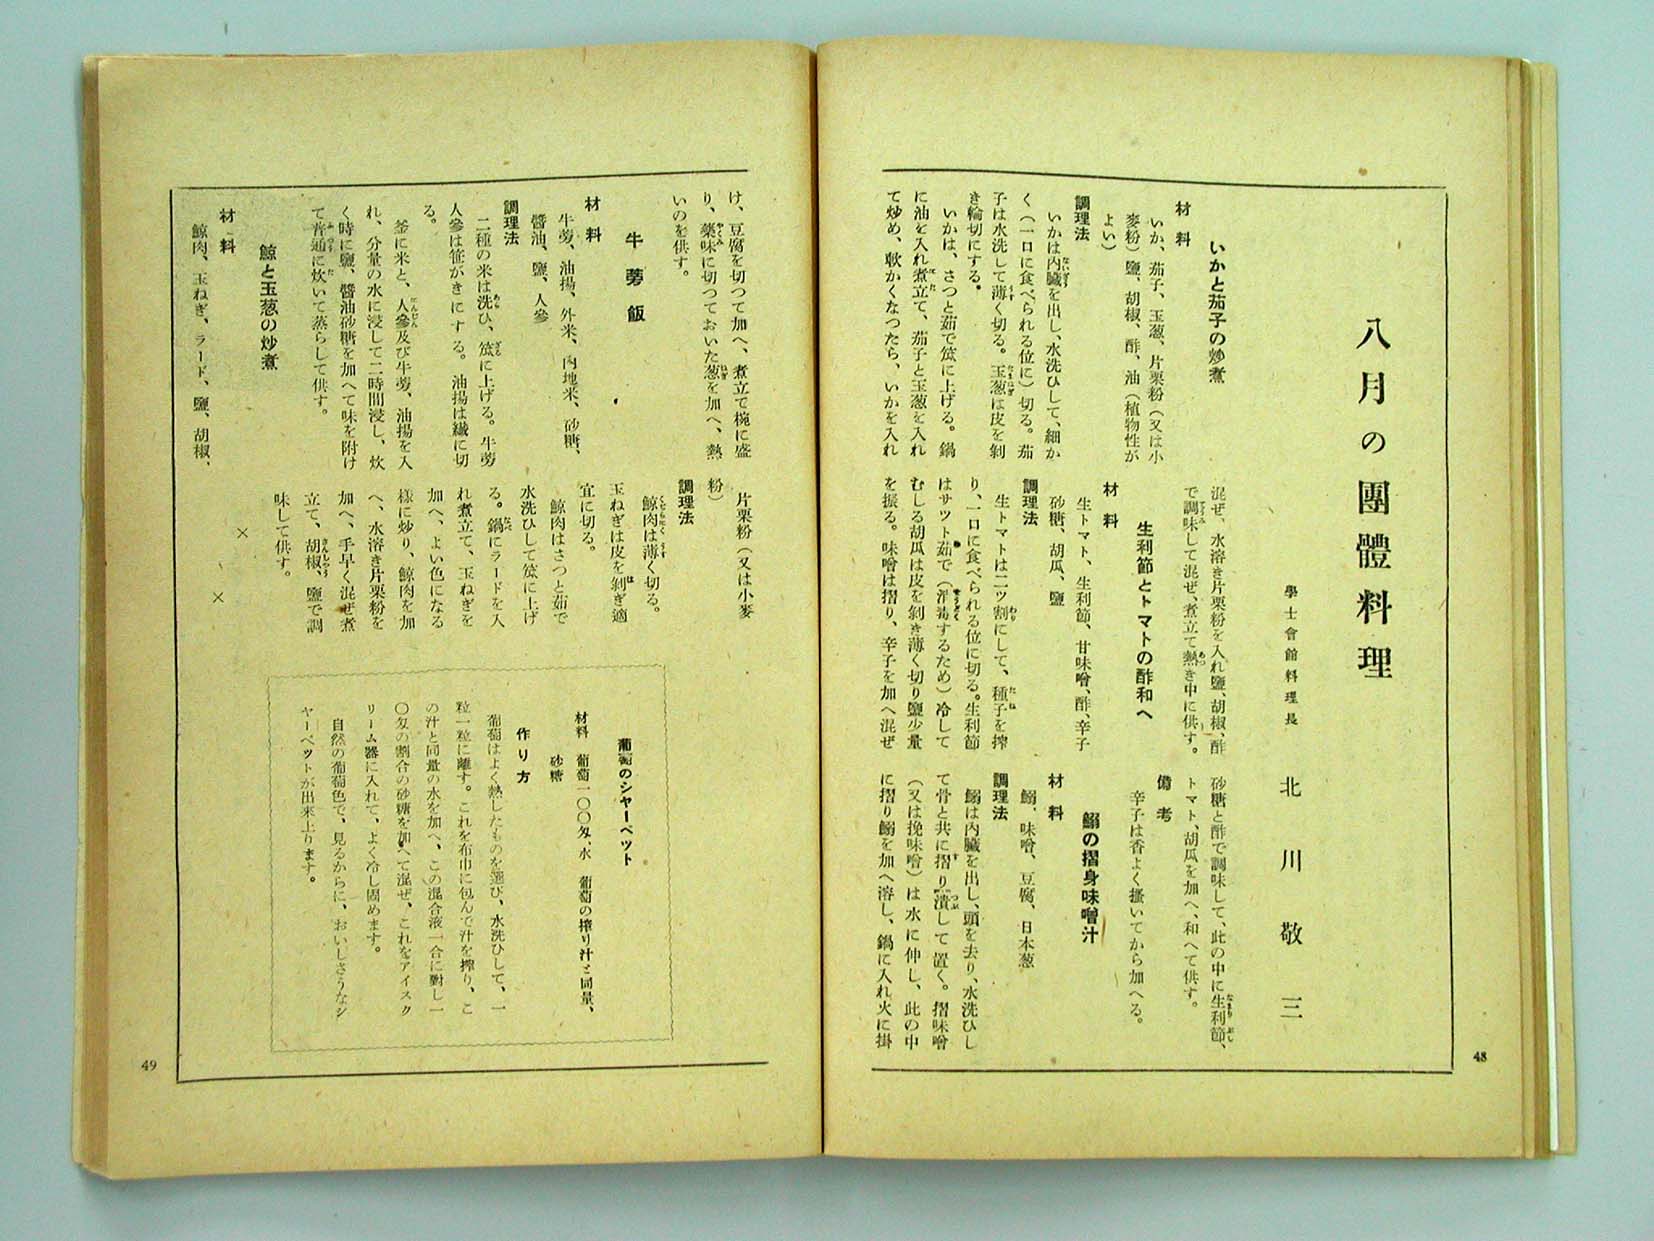 八月の團體料理
學士會館料理長　北川敬三
いかと茄子の炒煮
材料
いか、茄子、玉葱、片栗粉（又は小
麥粉）鹽、胡椒、酢、油（植物性が
よい）
調理法
いかは内臟を出し、水洗ひして、細か
く（一口に食べられる位に）切る。茄
子は水洗して薄く切る。玉葱は皮を剝
き輪切にする。
いかは、さつと茹で笊に上げる。鍋
に油を入れ煮立て、茄子と玉葱を入れ
て炒め、軟かくなつたら、いかを入れ
混ぜ、水溶き片栗粉を入れ鹽、胡椒、酢
で調味して混ぜ、煮立て熱き中に供す。
生利節とトマトの酢和へ
材料
生トマト、生利節、甘味噌、酢、辛子
砂糖、胡瓜、鹽
調理法
生トマトは二ツ割にして、種子を搾
り、一口に食べられる位に切る。生利節
はサット茹で（消毒するため）冷して
むしる胡瓜は皮を剝き薄く切り鹽少量
を振る。味噌は摺り、辛子を加へ混ぜ
砂糖と酢で調味して、此の中に生利節、
トマト、胡瓜を加へ、和へて供す。
備考
辛子は香よく搔いてから加へる。
鰯の摺身味噌汁
材料
鰯、味噌、豆腐、日本葱
調理法
鰯は内臟を出し、頭を去り、水洗ひし
て骨と共に摺り潰して置く。摺味噌
（又は挽味噌）は水に伸し、此の中
に摺り鰯を加へ溶し、鍋に入れ火に掛
48
け、豆腐を切つて加へ、煮立て椀に盛
り、藥味に切つておいた葱を加へ、熱
いのを供す。
牛蒡飯
材料
牛蒡、油揚、外米、内地米、砂糖、
醬油、鹽、人參
調理法
二種の米は洗ひ、笊に上げる。牛蒡
人參は笹がきにする。油揚は纎に切
る。
釜に米と、人參及び牛蒡、油揚を入
れ、分量の水に浸して二時間浸し、炊
く時に鹽、醬油砂糖を加へて味を附け
て普通に炊いて蒸らして供す。
鯨と玉葱の炒煮
材料
鯨肉、玉ねぎ、ラード、鹽、胡椒、
片栗粉（又は小麥
粉）
調理法
鯨肉は薄く切る。
玉ねぎは皮を剝ぎ適
宜に切る。
鯨肉はさつと茹で
水洗ひして笊に上げ
る。鍋にラードを入
れ煮立て、玉ねぎを
加へ、よい色になる
樣に炒り、鯨肉を加
へ、水溶き片栗粉を
加へ、手早く混ぜ煮
立て、胡椒、鹽で調
味して供す。
×
×
葡萄のシャーベット
材料　葡萄一〇〇匁、水　葡萄の搾り汁と同量、
砂糖
作り方
葡萄はよく熟したものを選び、水洗ひして、一
粒一粒に離す。これを布巾に包んで汁を搾り、こ
の汁と同量の水を加へ、この混合液一合に對し一
〇匁の割合の砂糖を加へて混ぜ、これをアイスク
リーム器に入れて、よく冷し固めます。
自然の葡萄色で、見るからに、おいしさうなシ
ャーベットが出來上ります。
49